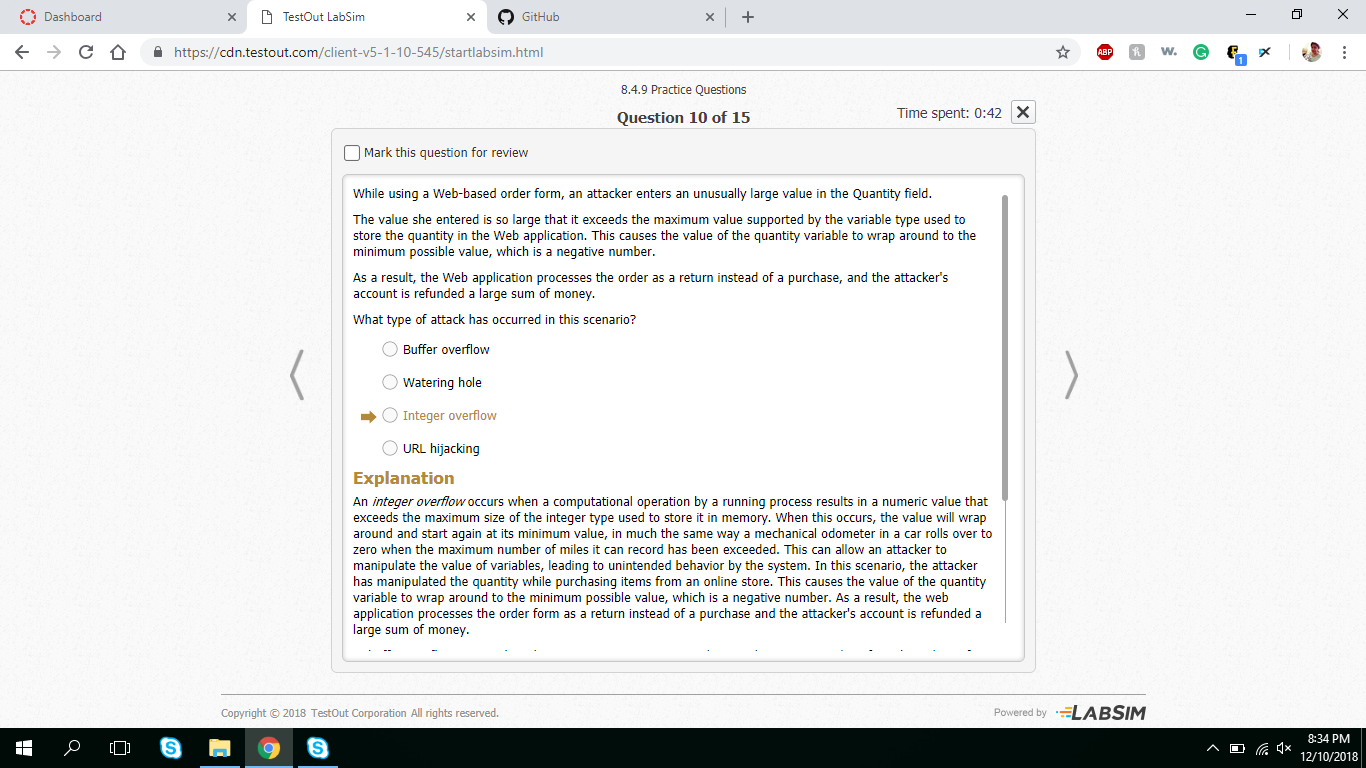 Dashboard
TestOut LabSim
GitHub
https://cdn.testout.com/client-v5-1-10-545/startlabsim.html
ABP
w.
1
8.4.9 Practice Questions
Question 10 of 15
Time spent: 0:42
Mark this question for review
While using a Web-based order form, an attacker enters an unusually large value in the Quantity field.
The value she entered is so large that it exceeds the maximum value supported by the variable type used to
store the quantity in the Web application. This causes the value of the quantity variable to wrap around to the
minimum possible value, which is a negative number.
As a result, the Web application processes the order as a return instead of a purchase, and the attacker's
account is refunded a large sum of money.
What type of attack has occurred in this scenario?
Buffer overflow
Watering hole
Integer overflow
URL hijacking
Explanation
An integer overflow occurs when a computational operation by a running process results in a numeric value that
exceeds the maximum size of the integer type used to store it in memory. When this occurs, the value will wrap
around and start again at its minimum value, in much the same way a mechanical odometer in a car rolls over to
zero when the maximum number of miles it can record has been exceeded. This can allow an attacker to
manipulate the value of variables, leading to unintended behavior by the system. In this scenario, the attacker
has manipulated the quantity while purchasing items from an online store. This causes the value of the quantity
variable to wrap around to the minimum possible value, which is a negative number. As a result, the web
application processes the order form as a return instead of a purchase and the attacker's account is refunded a
large sum of money.
Copyright © 2018 TestOut Corporation All rights reserved.
Powered by LABSIM
8:34 PM
12/10/2018